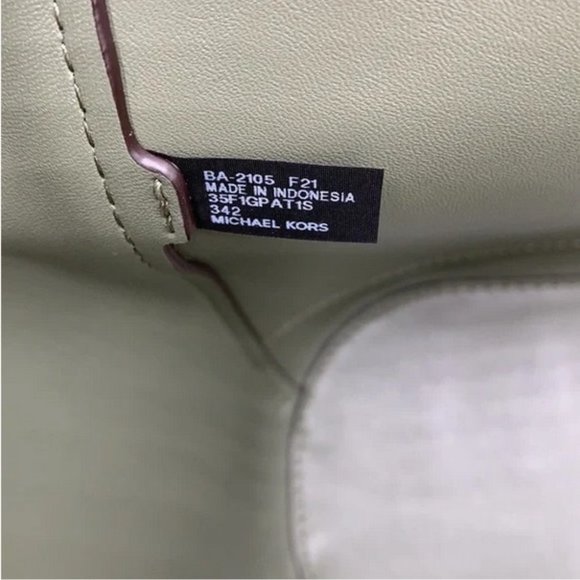 BA-2105 F21
MADE IN INDONESIA
35F1GPAT1S
342
MICHAEL KORS